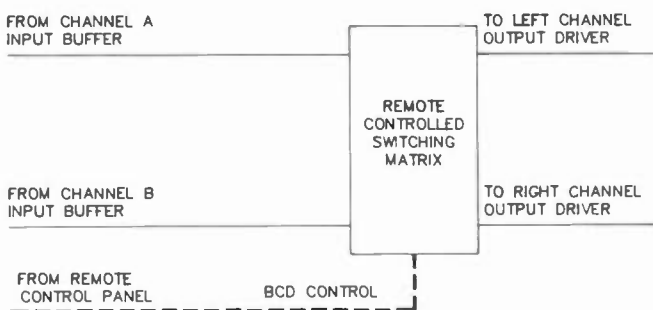 FROM CHANNEL A
INPUT BUFFER
TO LEFT CHANNEL
OUTPUT DRIVER
REMOTE
CONTROLLED
SWITCHING
MATRIX
FROM CHANNEL B
INPUT BUFFER
TO RIGHT CHANNEL
OUTPUT DRIVER
FROM REMOTE
CONTROL PANEL
BCD CONTROL